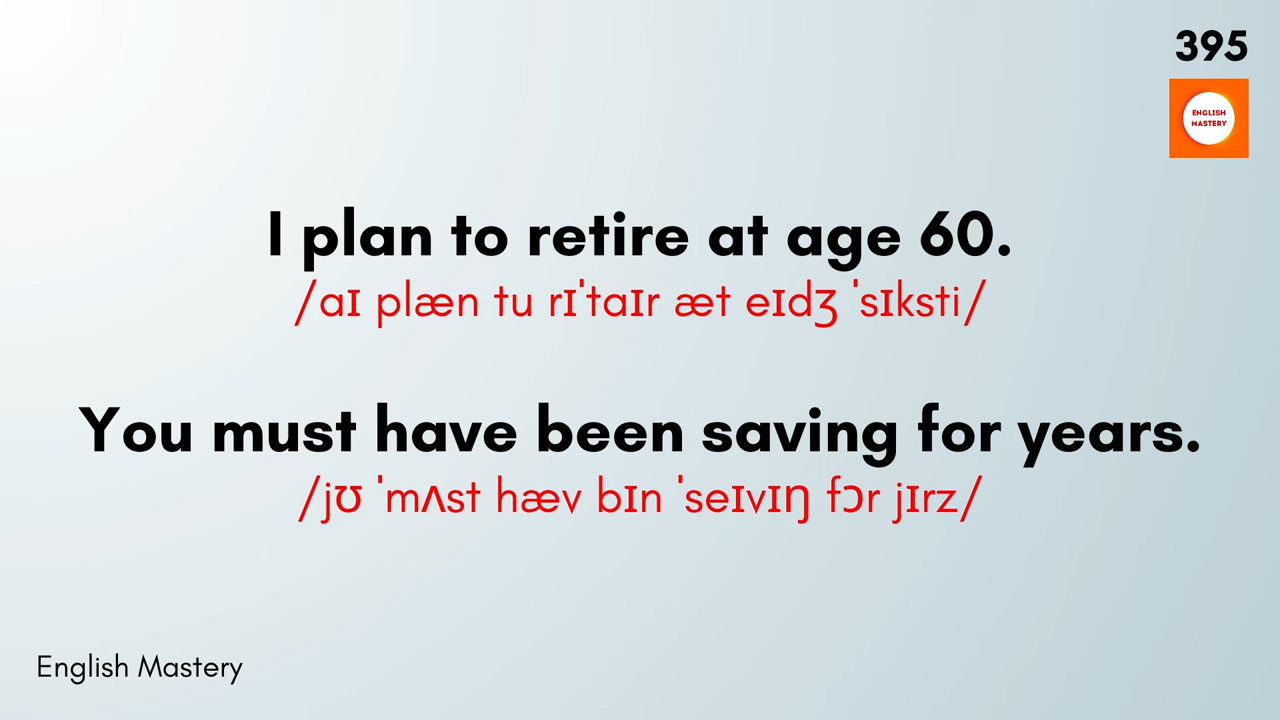 395
ENGLISH
MASTERY
I plan to retire at age 60.
/aɪ plæn tu rɪˈtaɪr æt eɪdʒ ˈsɪksti/
You must have been saving for years.
/jʊ ˈmʌst hæv bɪn ˈseɪvɪŋ fɔr jɪrz/
English Mastery